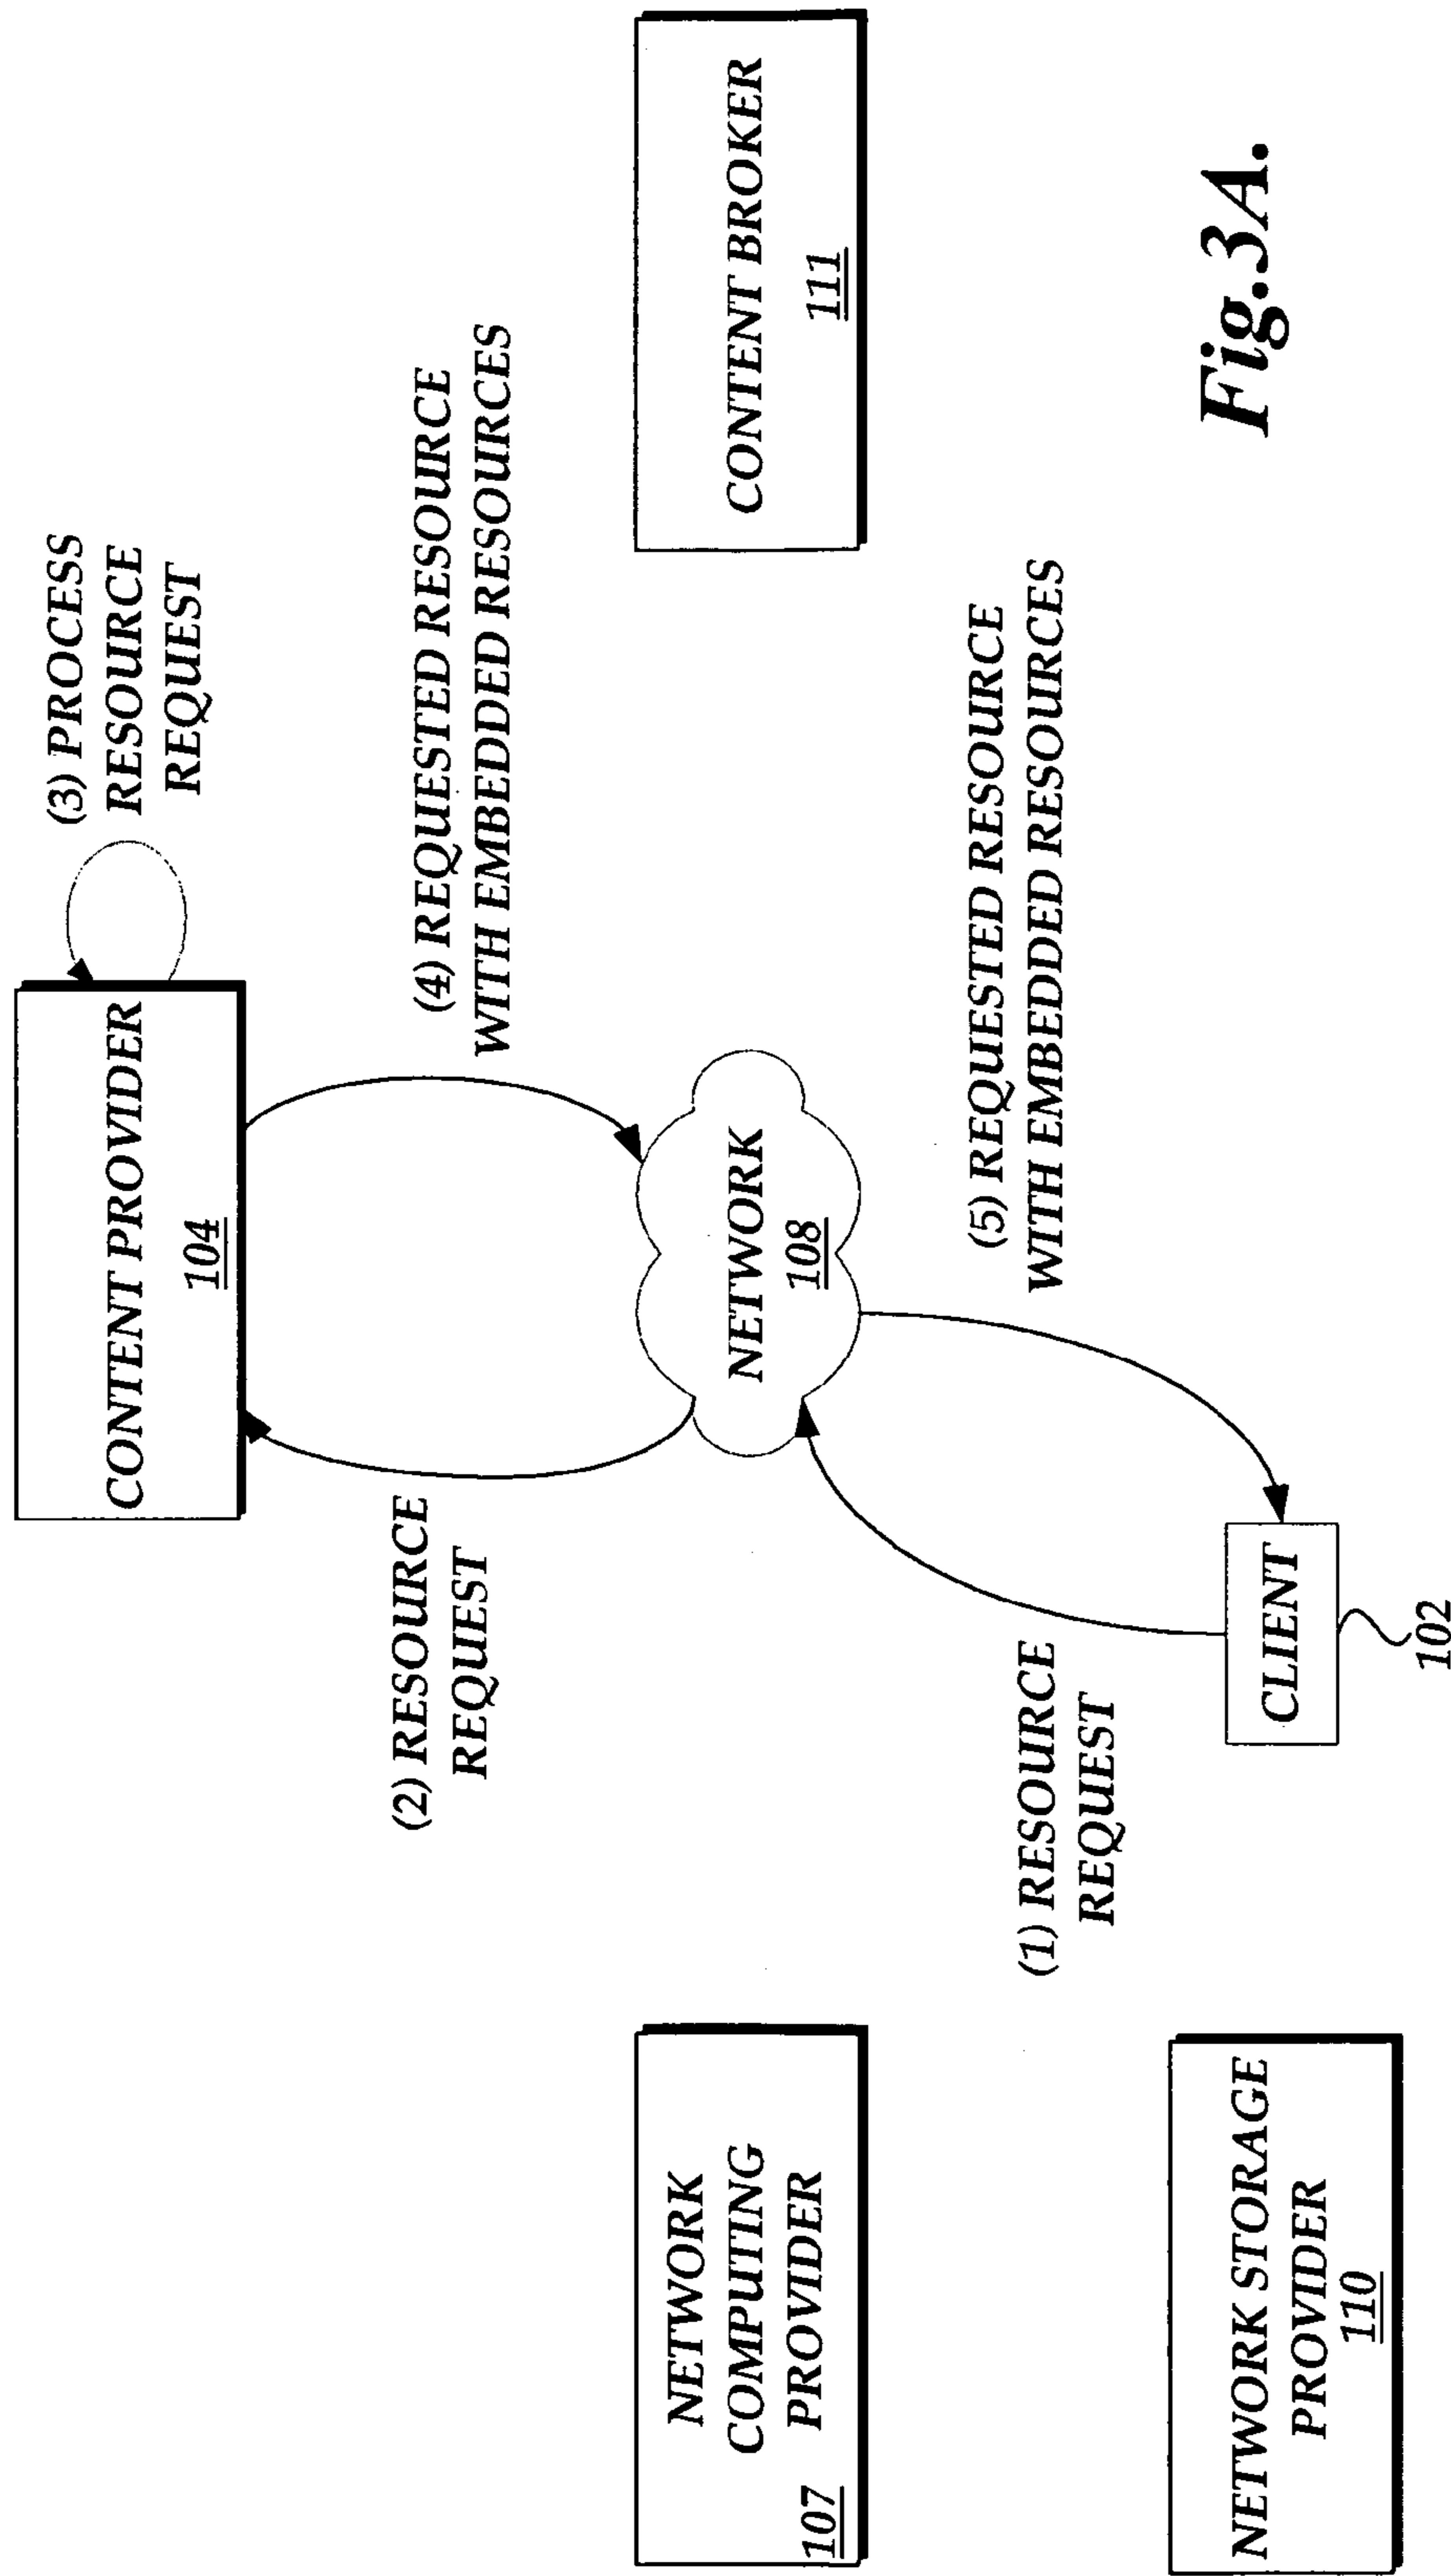 (3) PROCESS
RESOURCE
REQUEST
CONTENT PROVIDER
104
(2) RESOURCE
REQUEST
(4) REQUESTED RESOURCE
WITH EMBEDDED RESOURCES
NETWORK
COMPUTING
PROVIDER
107
NETWORK
108
CONTENT BROKER
111
(1) RESOURCE
REQUEST
(5) REQUESTED RESOURCE
WITH EMBEDDED RESOURCES
NETWORK STORAGE
PROVIDER
110
CLIENT
102
Fig.3A.